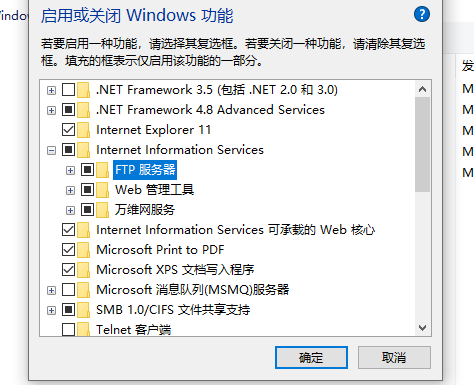 Windo
启用或关闭 Windows 功能
若要启用一种功能，请选择其复选框。若要关闭一种功能，请清除其复选
框。填充的框表示仅启用该功能的一部分。
发
.NET Framework 3.5 (包括 .NET 2.0 和 3.0)
M
.NET Framework 4.8 Advanced Services
M
Internet Explorer 11
M
Internet Information Services
M
FTP 服务器
M
Web 管理工具
万维网服务
Internet Information Services 可承载的 Web 核心
Microsoft Print to PDF
Microsoft XPS 文档写入程序
Microsoft 消息队列(MSMQ)服务器
SMB 1.0/CIFS 文件共享支持
Telnet 客户端
确定
取消